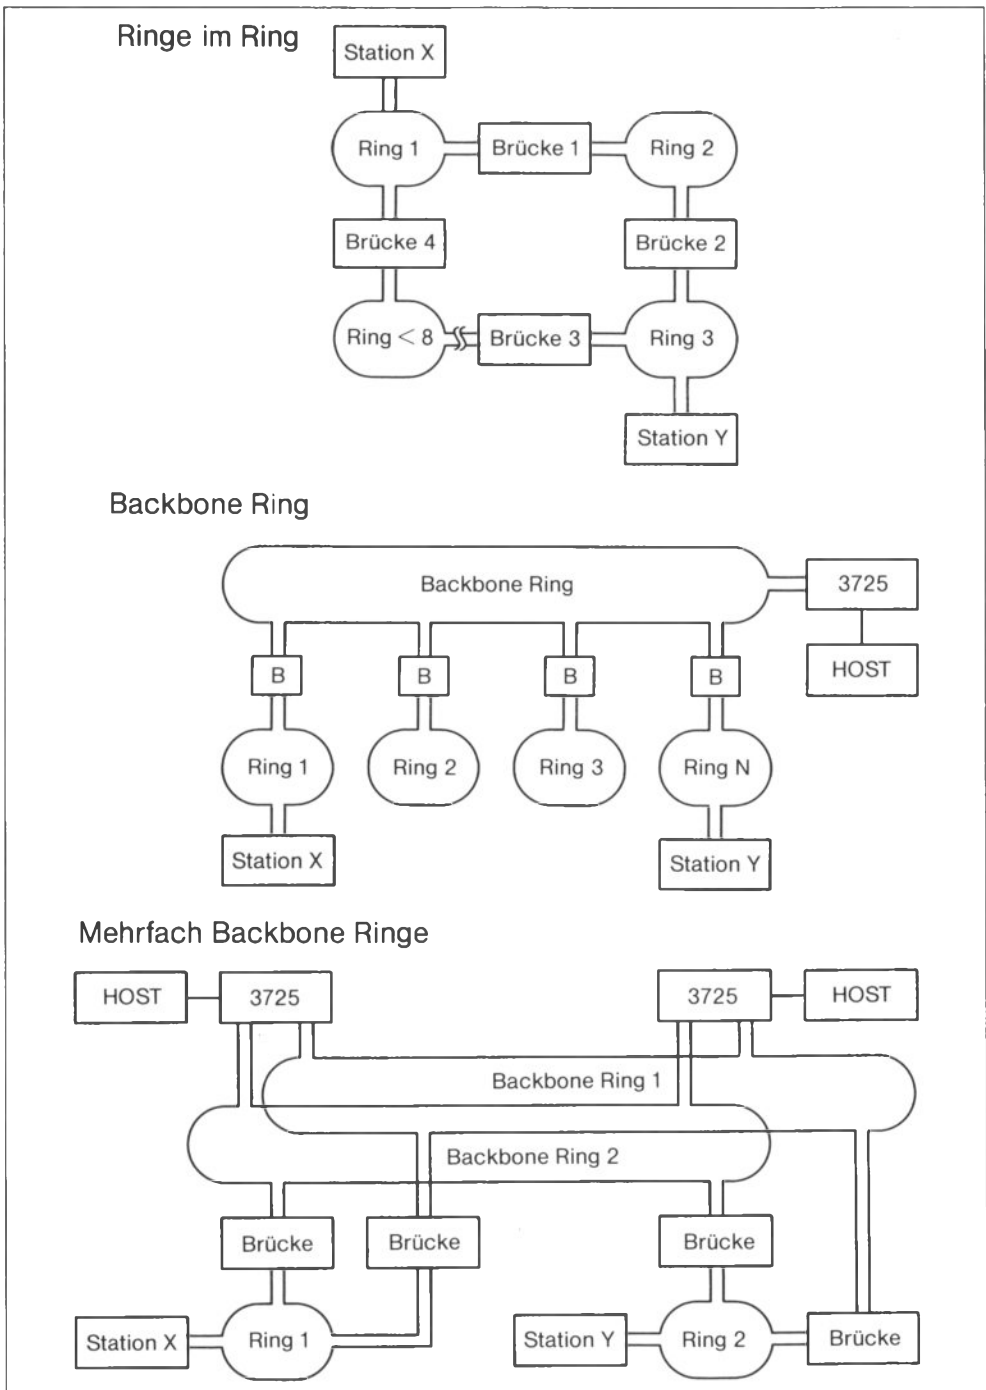 Ringe im Ring
Station X
Ring 1
Brücke 1
Ring 2
Brücke 4
Brücke 2
Ring < 8
Brücke 3
Ring 3
Station Y
Backbone Ring
Backbone Ring
3725
HOST
B
B
B
B
Ring 1
Ring 2
Ring 3
Ring N
Station X
Station Y
Mehrfach Backbone Ringe
HOST
3725
3725
HOST
Backbone Ring 1
Backbone Ring 2
Brücke
Brücke
Brücke
Station X
Ring 1
Station Y
Ring 2
Brücke